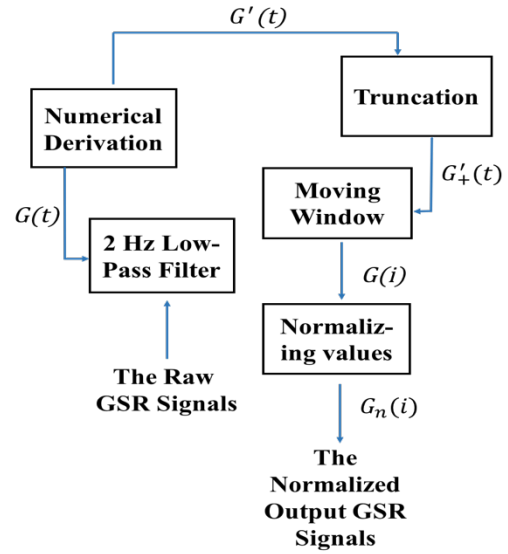 G′(t)
Numerical
Derivation
Truncation
G(t)
G′₊(t)
2 Hz Low-
Pass Filter
Moving
Window
G(i)
The Raw
GSR Signals
Normaliz-
ing values
Gₙ(i)
The
Normalized
Output GSR
Signals